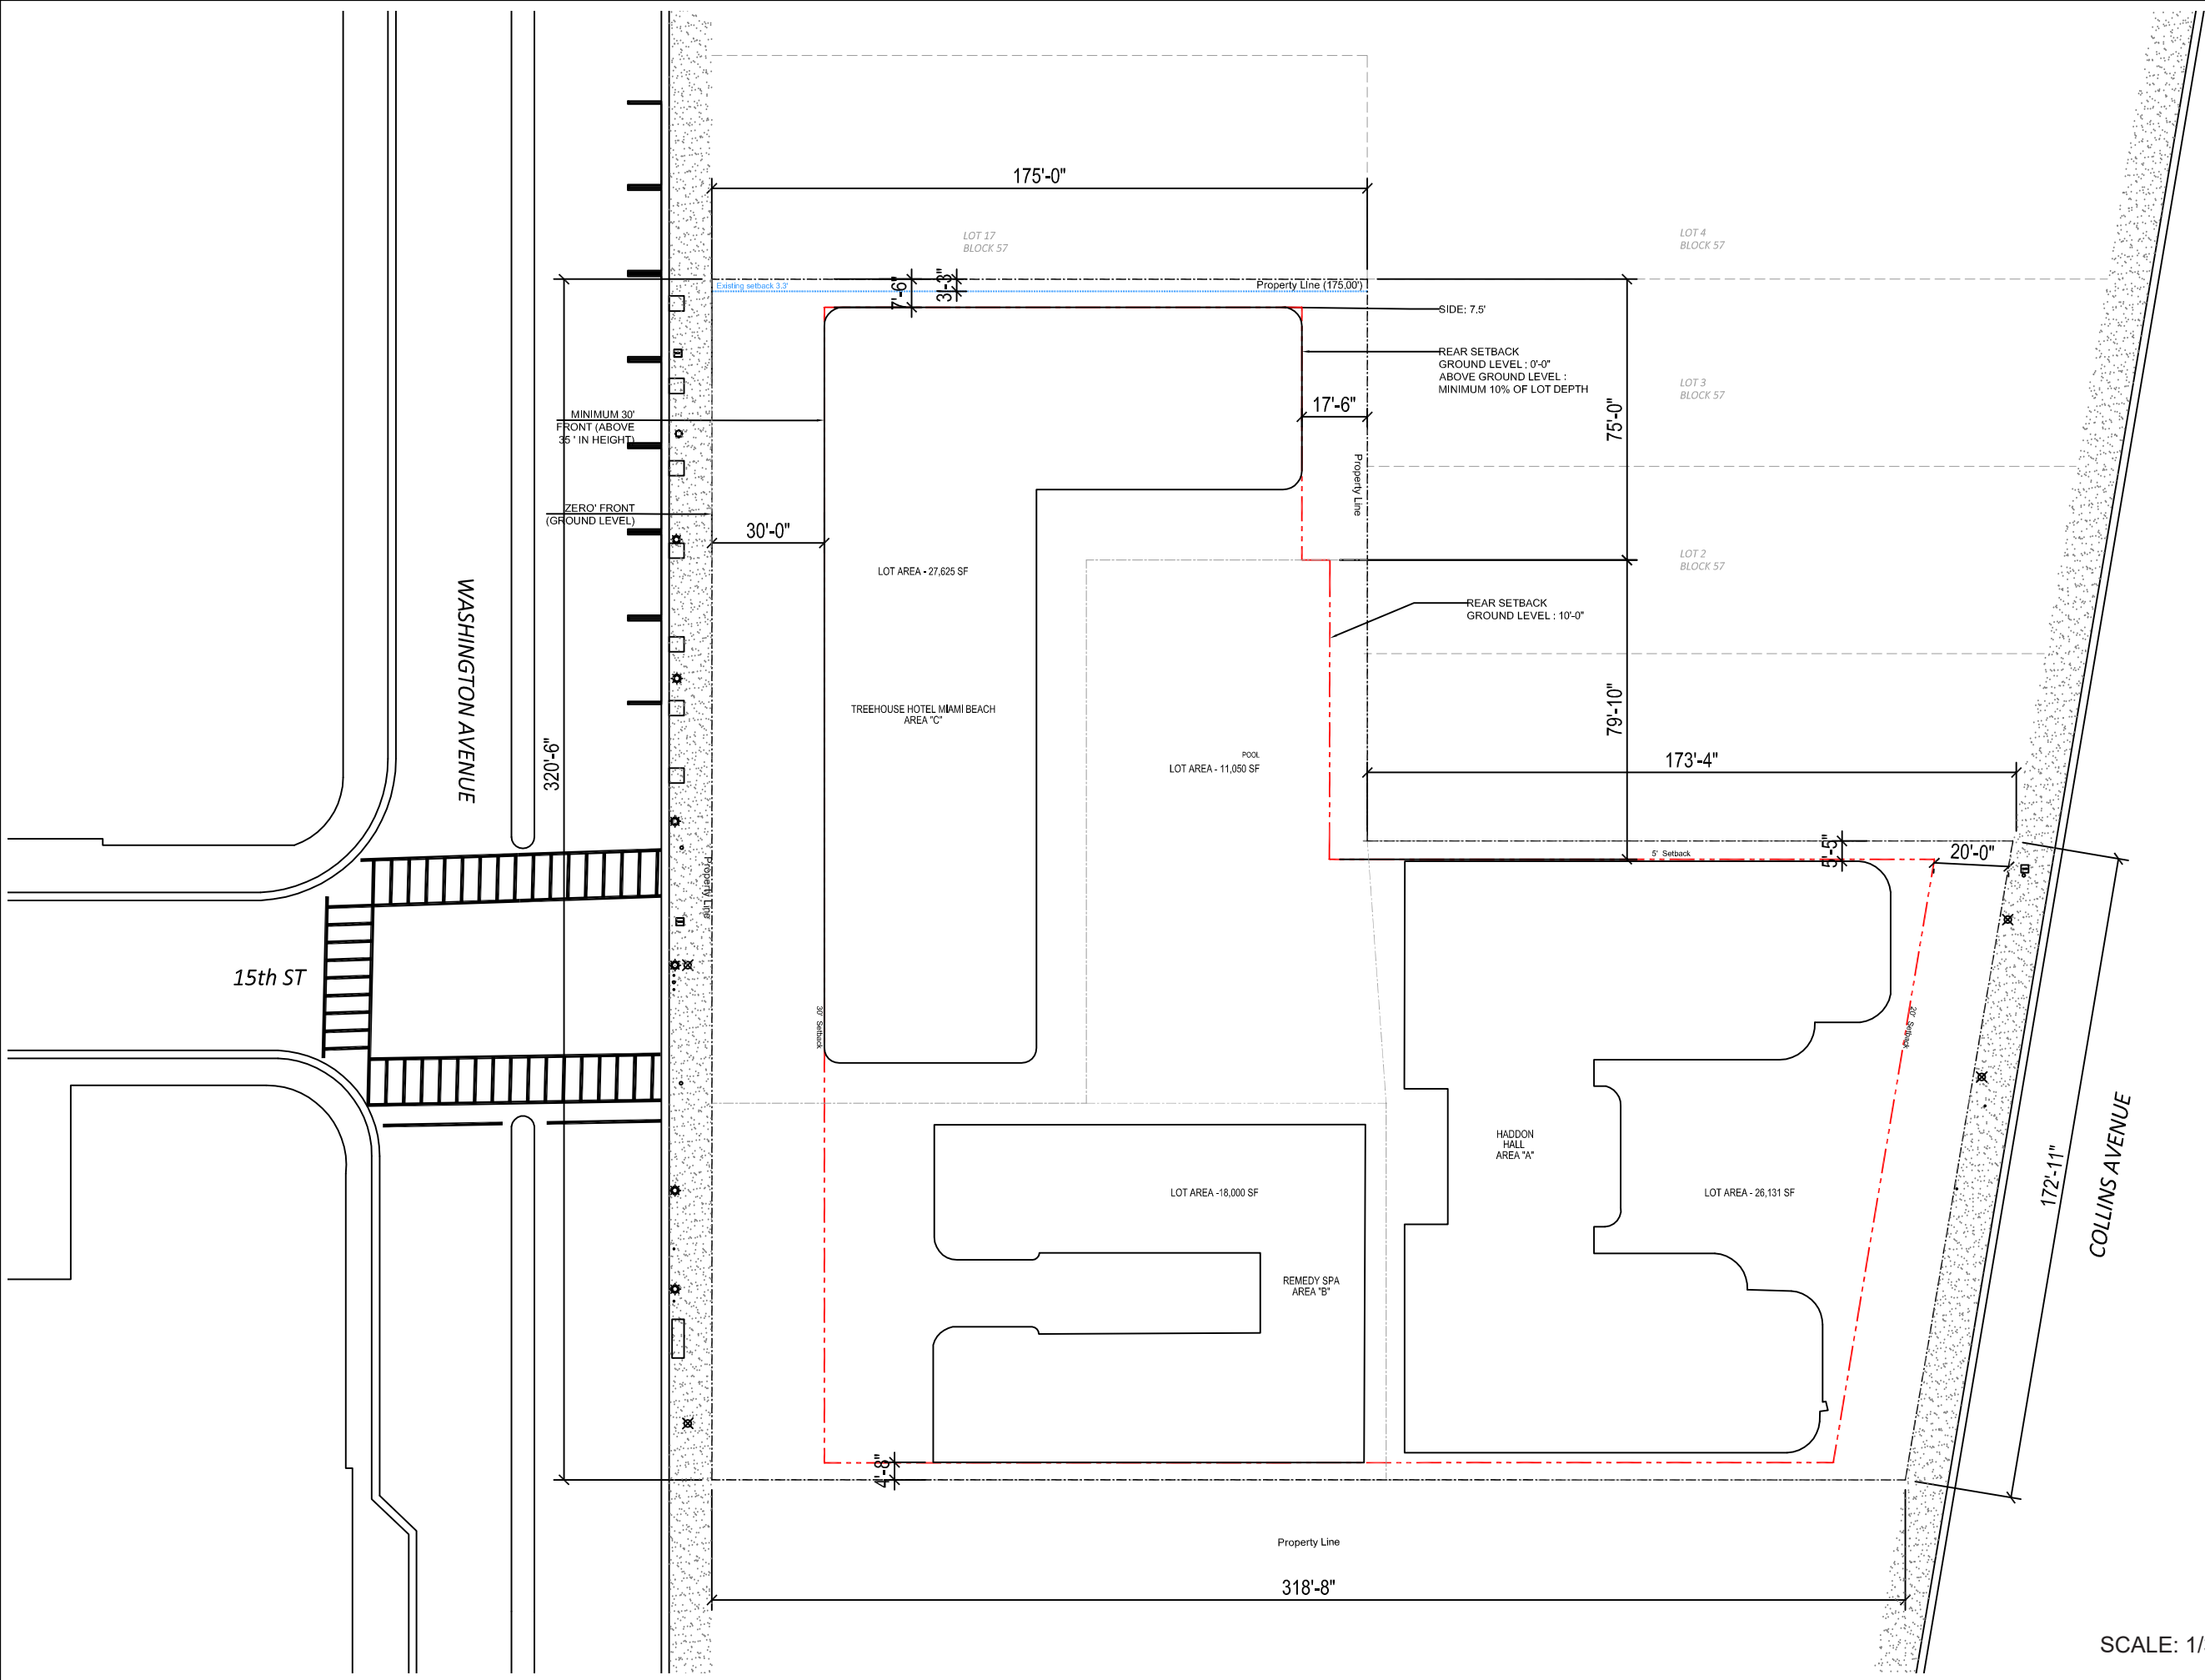 175'-0"
LOT 17
BLOCK 57
LOT 4
BLOCK 57
7'-6"
3'-3"
Existing setback 3.3'
Property Line (175.00')
SIDE: 7.5'
REAR SETBACK
GROUND LEVEL : 0'-0"
ABOVE GROUND LEVEL :
MINIMUM 10% OF LOT DEPTH
LOT 3
BLOCK 57
17'-6"
75'-0"
MINIMUM 30'
FRONT (ABOVE
35 ' IN HEIGHT)
Property Line
ZERO' FRONT
(GROUND LEVEL)
30'-0"
LOT 2
BLOCK 57
LOT AREA - 27,625 SF
WASHINGTON AVENUE
REAR SETBACK
GROUND LEVEL : 10'-0"
TREEHOUSE HOTEL MIAMI BEACH
AREA "C"
79'-10"
320'-6"
POOL
LOT AREA - 11,050 SF
173'-4"
5'-5"
5' Setback
20'-0"
Property Line
15th ST
30' Setback
20' Setback
HADDON
HALL
AREA "A"
172'-11"
COLLINS AVENUE
LOT AREA -18,000 SF
LOT AREA - 26,131 SF
REMEDY SPA
AREA "B"
4'-8"
Property Line
318'-8"
SCALE: 1/